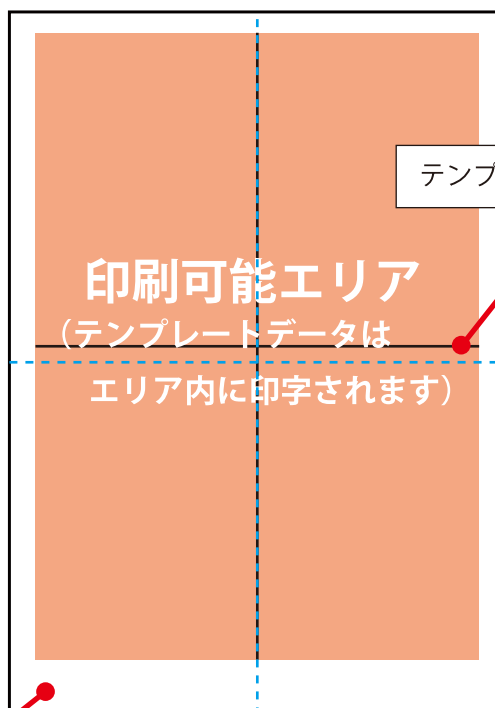 テンプ
印刷可能エリア
（テンプレートデータは
エリア内に印字されます）